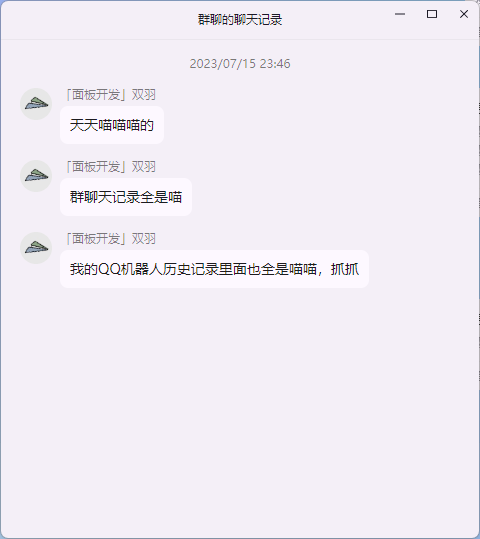 群聊的聊天记录
2023/07/15 23:46
「面板开发」双羽
天天喵喵喵的
「面板开发」双羽
群聊天记录全是喵
「面板开发」双羽
我的QQ机器人历史记录里面也全是喵喵，抓抓